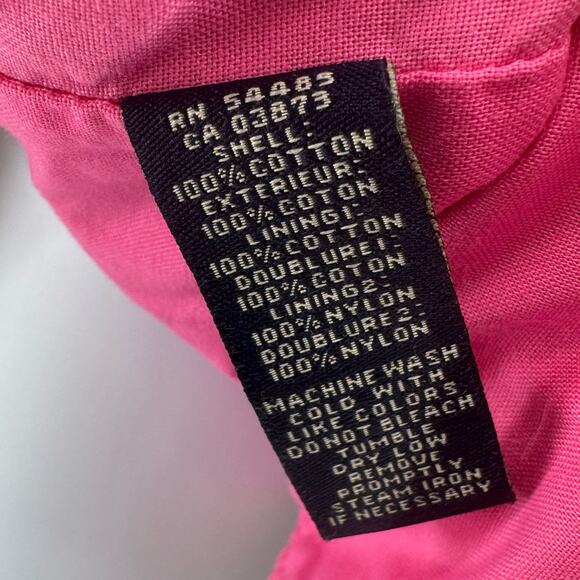 RN 54485
CA 03873
SHELL:
100% COTTON
EXTERIEUR:
100% COTON
LINING1:
100% COTTON
DOUBLURE1:
100% COTON
LINING2:
100% NYLON
DOUBLURE2:
100% NYLON
MACHINE WASH
COLD WITH
LIKE COLORS
DO NOT BLEACH
TUMBLE
DRY LOW
REMOVE
PROMPTLY
STEAM IRON
IF NECESSARY